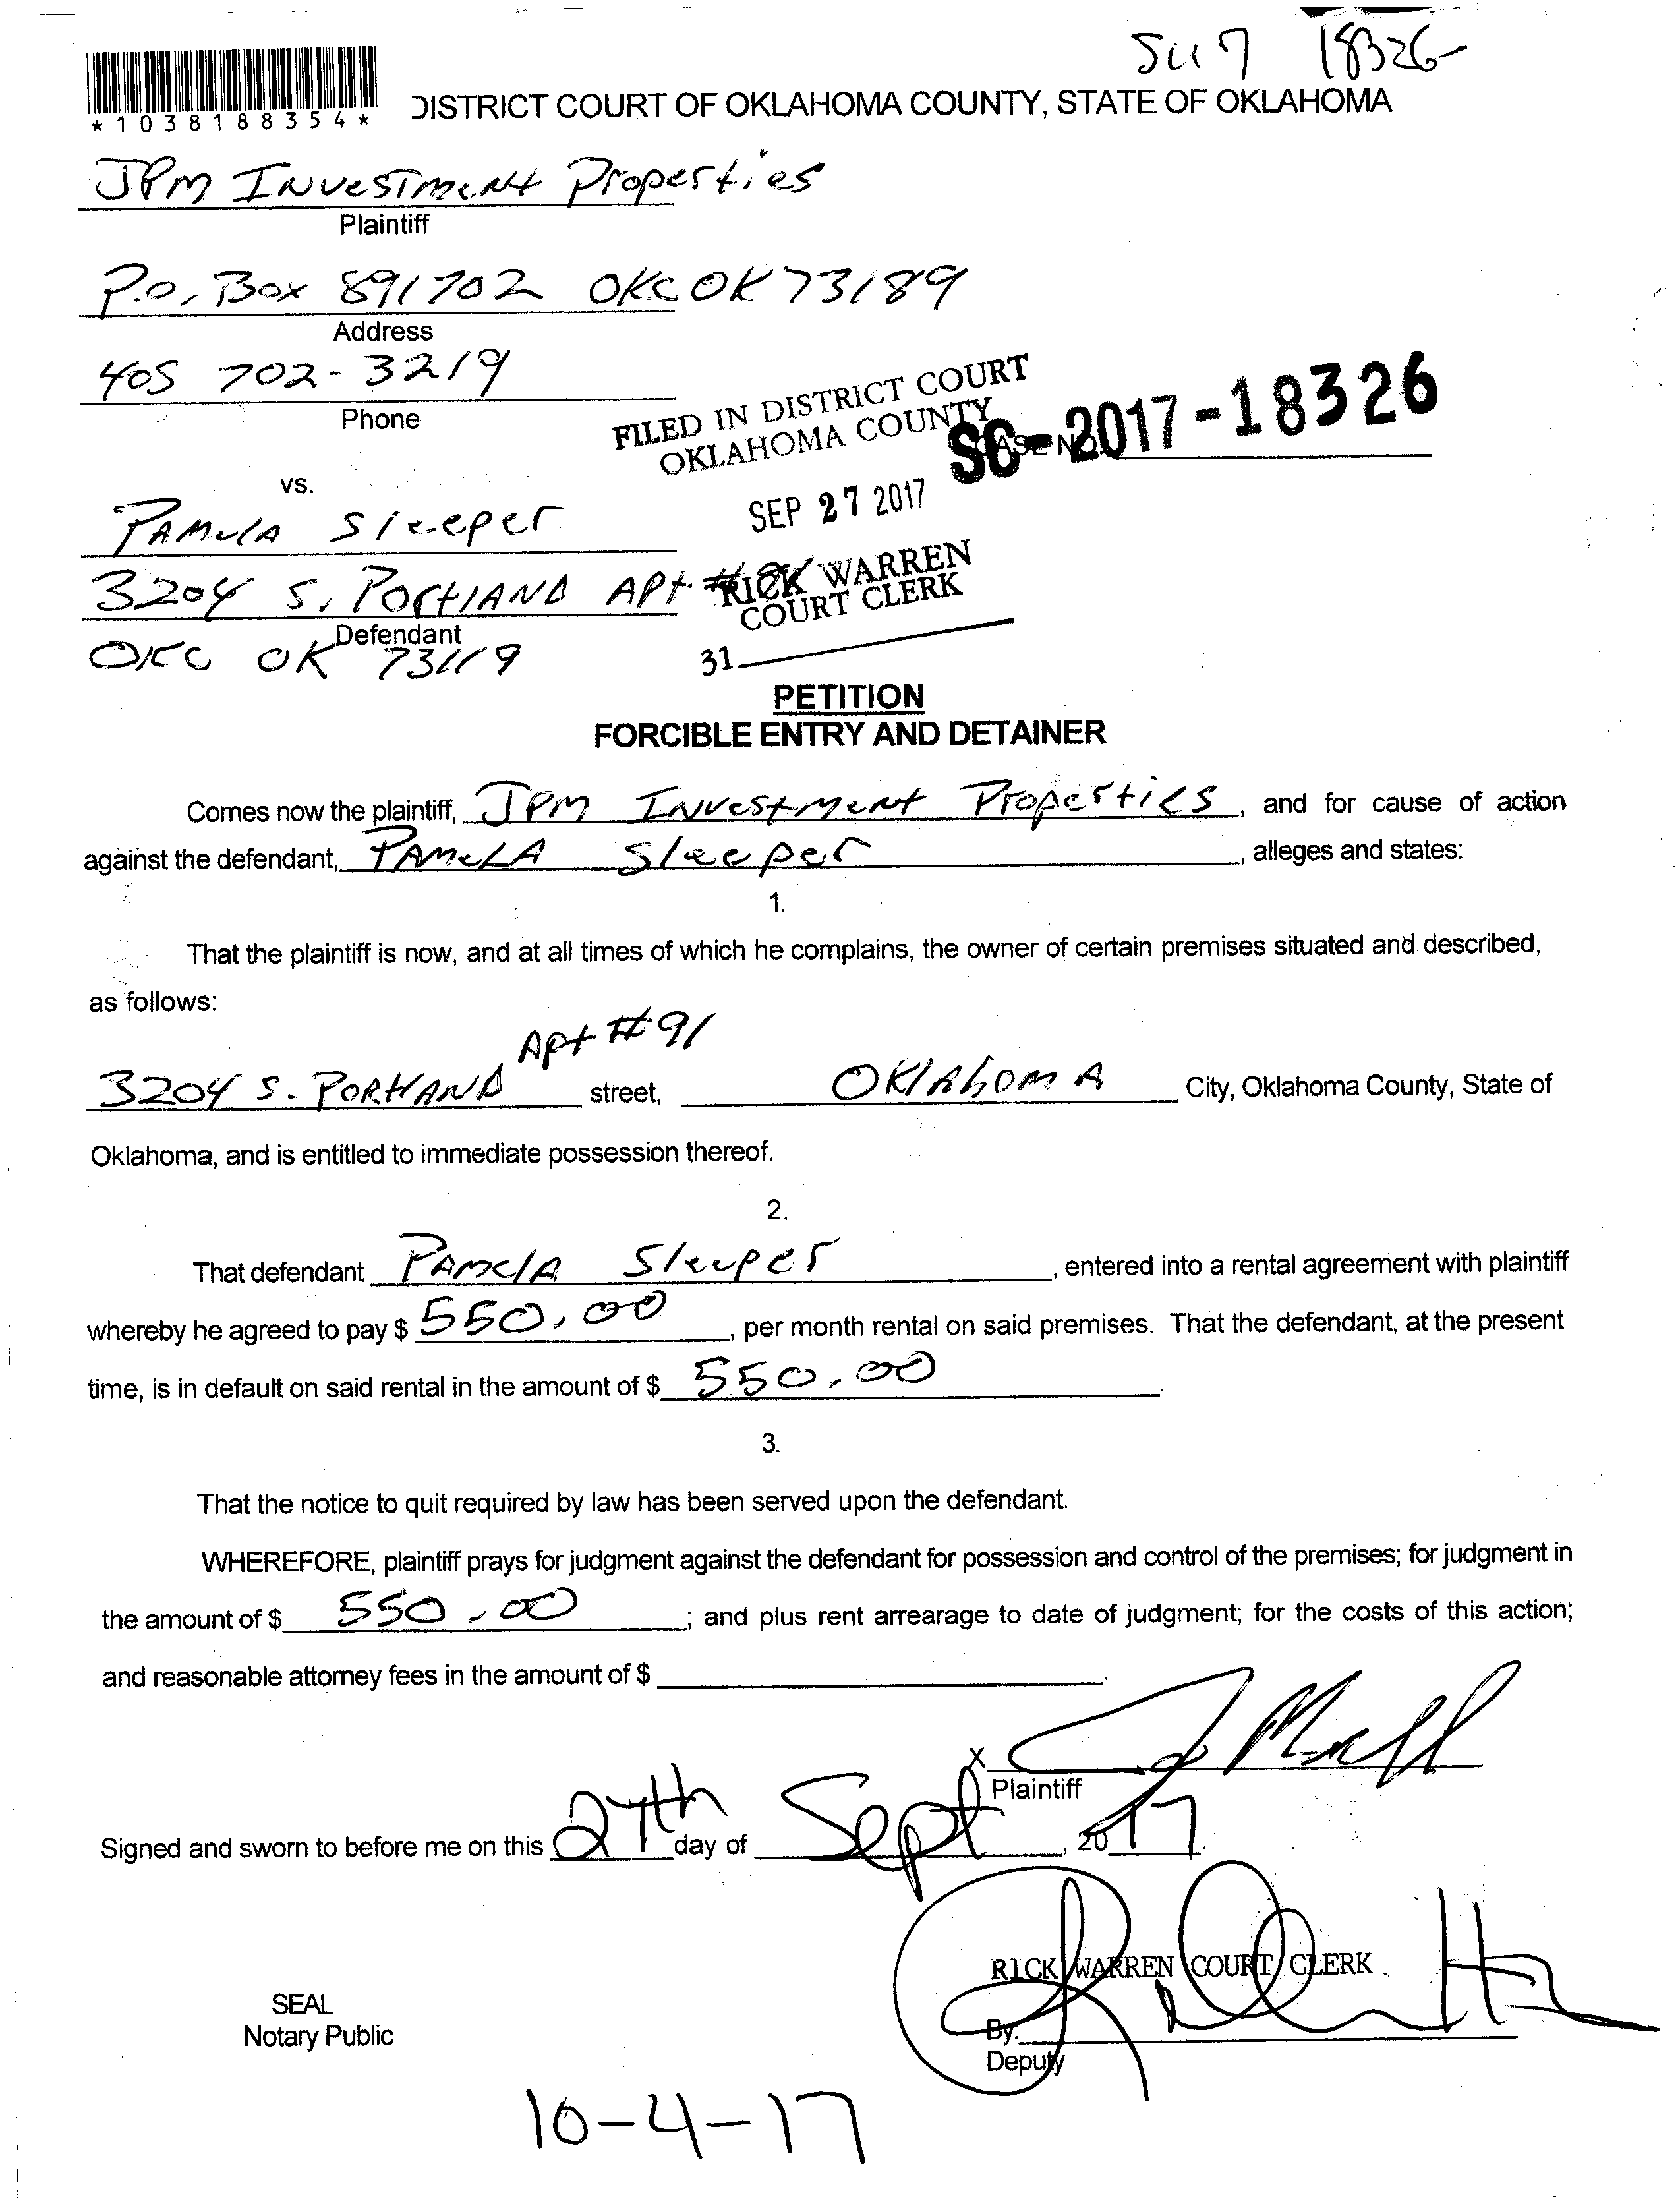 SC17 18326
*1038188354*
DISTRICT COURT OF OKLAHOMA COUNTY, STATE OF OKLAHOMA
JPM Investment Properties
Plaintiff
P.O. Box 891702 OKC OK 73189
Address
405 702-3219
Phone
FILED IN DISTRICT COURT
OKLAHOMA COUNTY
CASE NO. SC-2017-18326
vs.
SEP 27 2017
PAMELA Sleeper
RICK WARREN
COURT CLERK
3204 S. PORTLAND APT #
Defendant
OKC OK 73119
31
PETITION
FORCIBLE ENTRY AND DETAINER
Comes now the plaintiff, JPM Investment Properties, and for cause of action
against the defendant, PAMELA Sleeper, alleges and states:
1.
That the plaintiff is now, and at all times of which he complains, the owner of certain premises situated and described,
as follows:
Apt #91
3204 S. PORTLAND street, OKlAhomA City, Oklahoma County, State of
Oklahoma, and is entitled to immediate possession thereof.
2.
That defendant PAMelA Sleeper, entered into a rental agreement with plaintiff
whereby he agreed to pay $ 550.00, per month rental on said premises. That the defendant, at the present
time, is in default on said rental in the amount of $ 550.00.
3.
That the notice to quit required by law has been served upon the defendant.
WHEREFORE, plaintiff prays for judgment against the defendant for possession and control of the premises; for judgment in
the amount of $ 550.00; and plus rent arrearage to date of judgment; for the costs of this action;
and reasonable attorney fees in the amount of $
X
Plaintiff
Signed and sworn to before me on this 27th day of Sept, 2017.
RICK WARREN COURT CLERK
SEAL
Notary Public
By.
Deputy
10-4-17